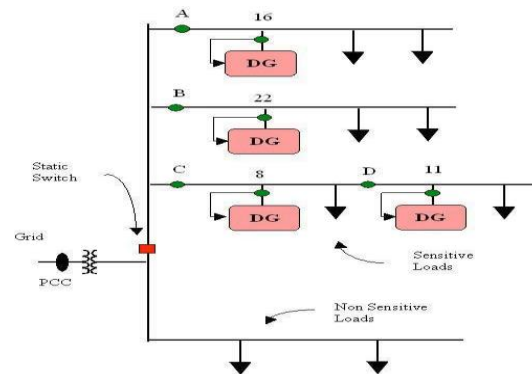 A
16
DG
B
22
DG
Static
Switch
C
8
D
11
DG
DG
Grid
PCC
Sensitive
Loads
Non Sensitive
Loads